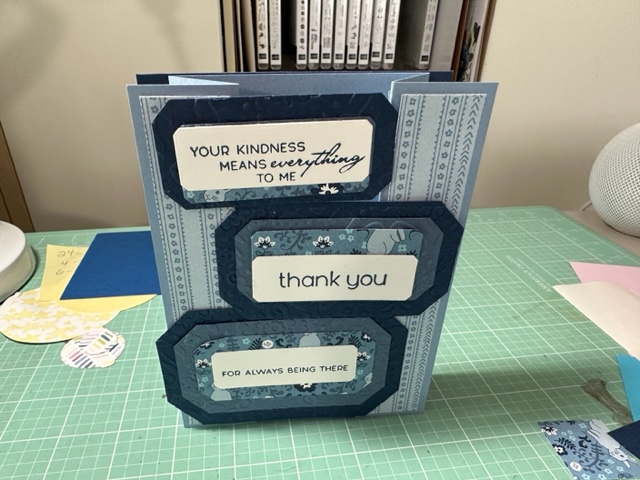 YOUR KINDNESS
MEANS everything
TO ME
thank you
FOR ALWAYS BEING THERE